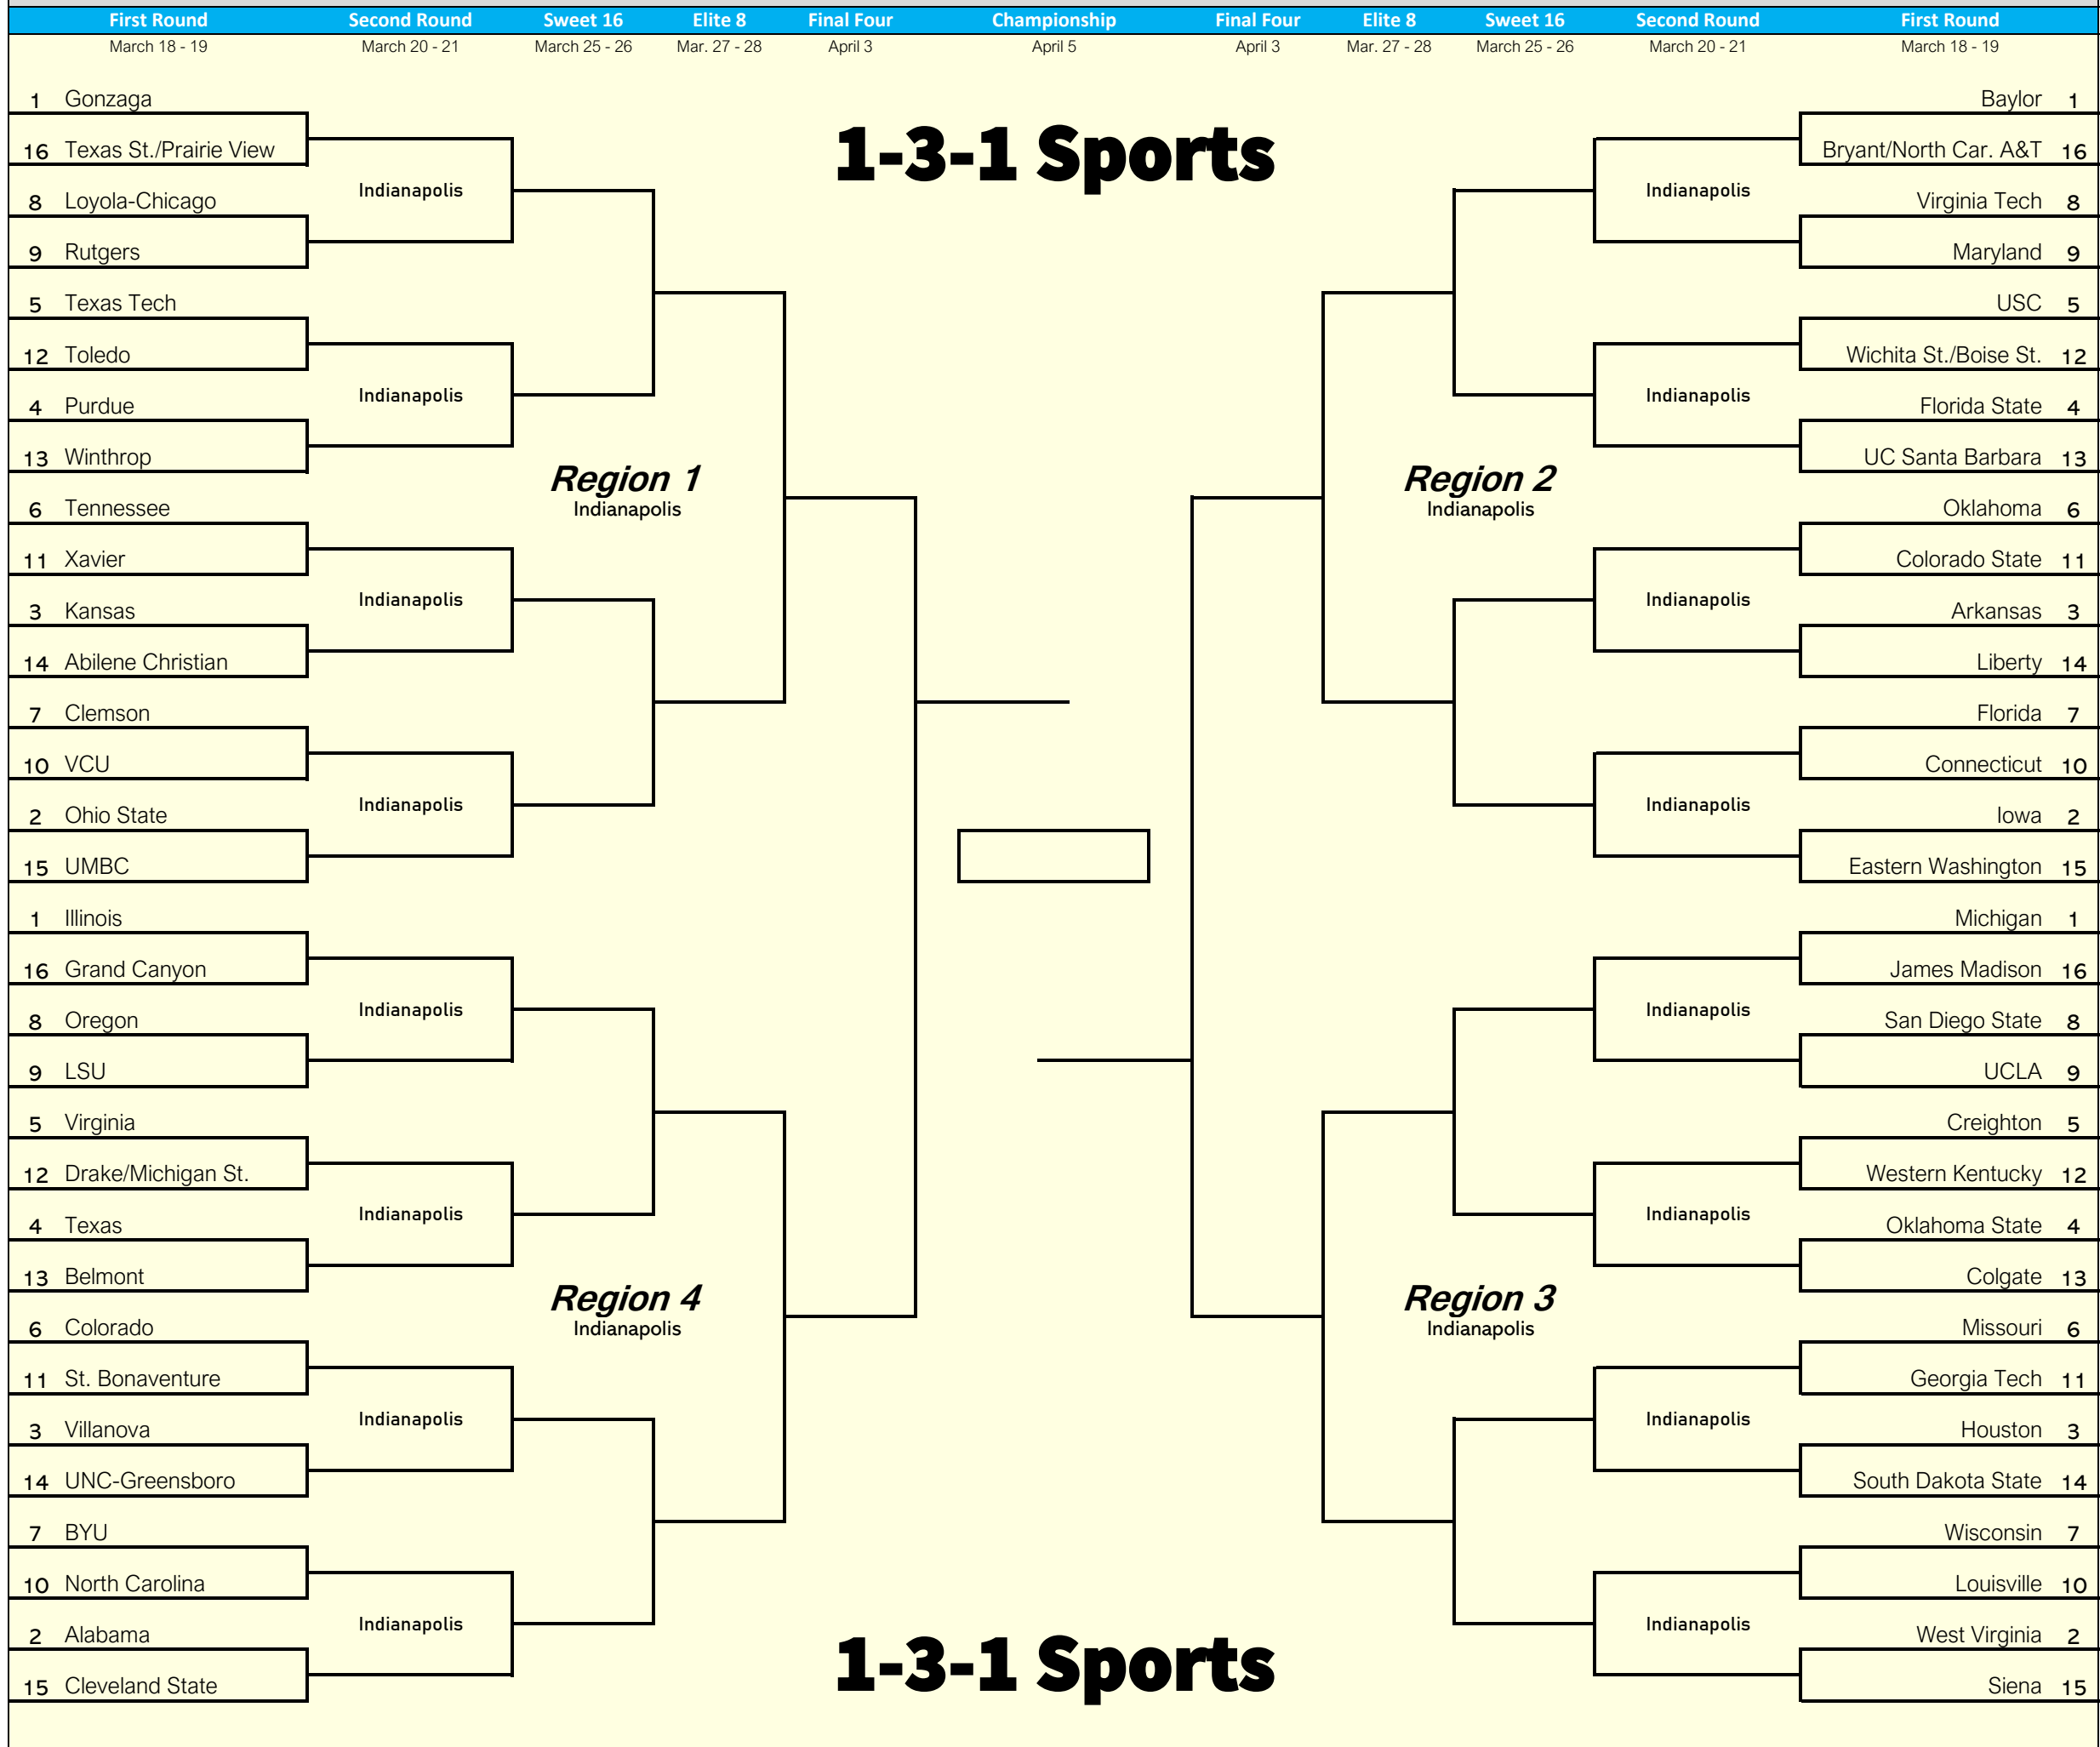 First Round Second Round Sweet 16 Elite 8 Final Four Championship Final Four Elite 8 Sweet 16 Second Round First Round
March 18 - 19 March 20 - 21 March 25 - 26 Mar. 27 - 28 April 3 April 5 April 3 Mar. 27 - 28 March 25 - 26 March 20 - 21 March 18 - 19
1 Gonzaga
16 Texas St./Prairie View
Indianapolis
8 Loyola-Chicago
9 Rutgers
5 Texas Tech
12 Toledo
Indianapolis
4 Purdue
13 Winthrop
Region 1
Indianapolis
6 Tennessee
11 Xavier
Indianapolis
3 Kansas
14 Abilene Christian
7 Clemson
10 VCU
Indianapolis
2 Ohio State
15 UMBC
1 Illinois
16 Grand Canyon
Indianapolis
8 Oregon
9 LSU
5 Virginia
12 Drake/Michigan St.
Indianapolis
4 Texas
13 Belmont
Region 4
Indianapolis
6 Colorado
11 St. Bonaventure
Indianapolis
3 Villanova
14 UNC-Greensboro
7 BYU
10 North Carolina
Indianapolis
2 Alabama
15 Cleveland State
1-3-1 Sports
1-3-1 Sports
Baylor 1
Bryant/North Car. A&T 16
Indianapolis
Virginia Tech 8
Maryland 9
USC 5
Wichita St./Boise St. 12
Indianapolis
Florida State 4
UC Santa Barbara 13
Region 2
Indianapolis
Oklahoma 6
Colorado State 11
Indianapolis
Arkansas 3
Liberty 14
Florida 7
Connecticut 10
Indianapolis
Iowa 2
Eastern Washington 15
Michigan 1
James Madison 16
Indianapolis
San Diego State 8
UCLA 9
Creighton 5
Western Kentucky 12
Indianapolis
Oklahoma State 4
Colgate 13
Region 3
Indianapolis
Missouri 6
Georgia Tech 11
Indianapolis
Houston 3
South Dakota State 14
Wisconsin 7
Louisville 10
Indianapolis
West Virginia 2
Siena 15